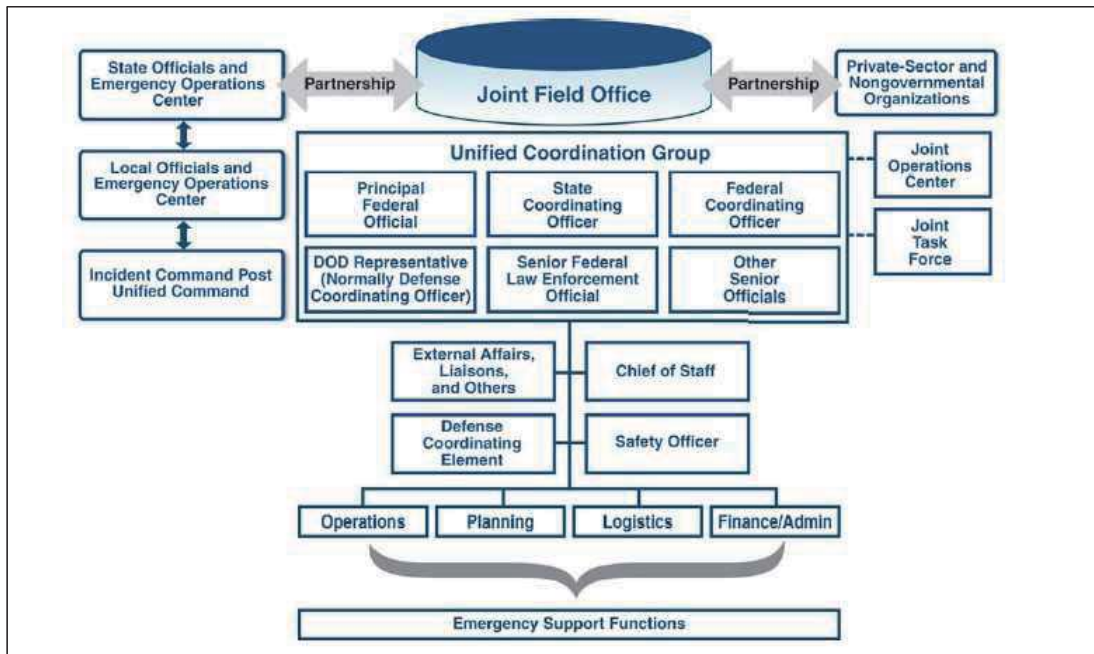 State Officials and
Emergency Operations
Center
Partnership
Joint Field Office
Partnership
Private-Sector and
Nongovernmental
Organizations
Local Officials and
Emergency Operations
Center
Incident Command Post
Unified Command
Unified Coordination Group
Principal
Federal
Official
State
Coordinating
Officer
Federal
Coordinating
Officer
DOD Representative
(Normally Defense
Coordinating Officer)
Senior Federal
Law Enforcement
Official
Other
Senior
Officials
Joint
Operations
Center
Joint
Task
Force
External Affairs,
Liaisons,
and Others
Chief of Staff
Defense
Coordinating
Element
Safety Officer
Operations
Planning
Logistics
Finance/Admin
Emergency Support Functions